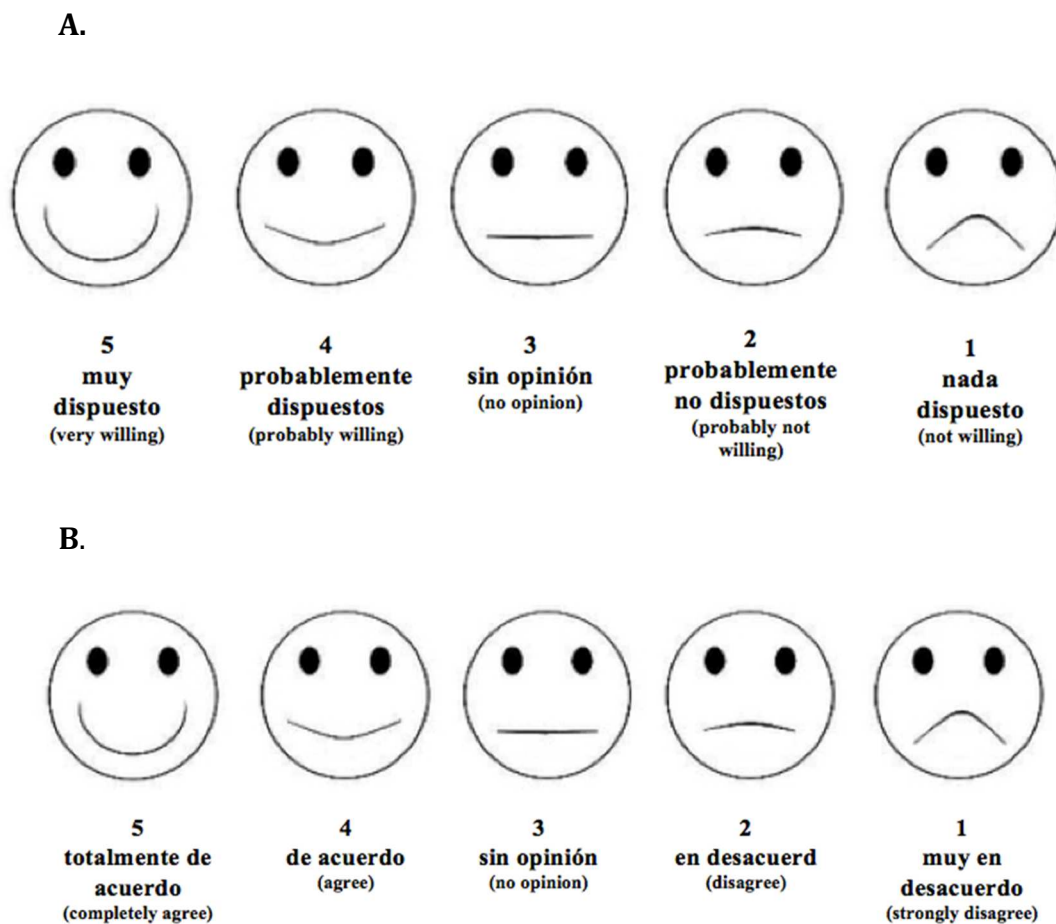 A.
5
muy
dispuesto
(very willing)
4
probablemente
dispuestos
(probably willing)
3
sin opinión
(no opinion)
2
probablemente
no dispuestos
(probably not
willing)
1
nada
dispuesto
(not willing)
B.
5
totalmente de
acuerdo
(completely agree)
4
de acuerdo
(agree)
3
sin opinión
(no opinion)
2
en desacuerd
(disagree)
1
muy en
desacuerdo
(strongly disagree)